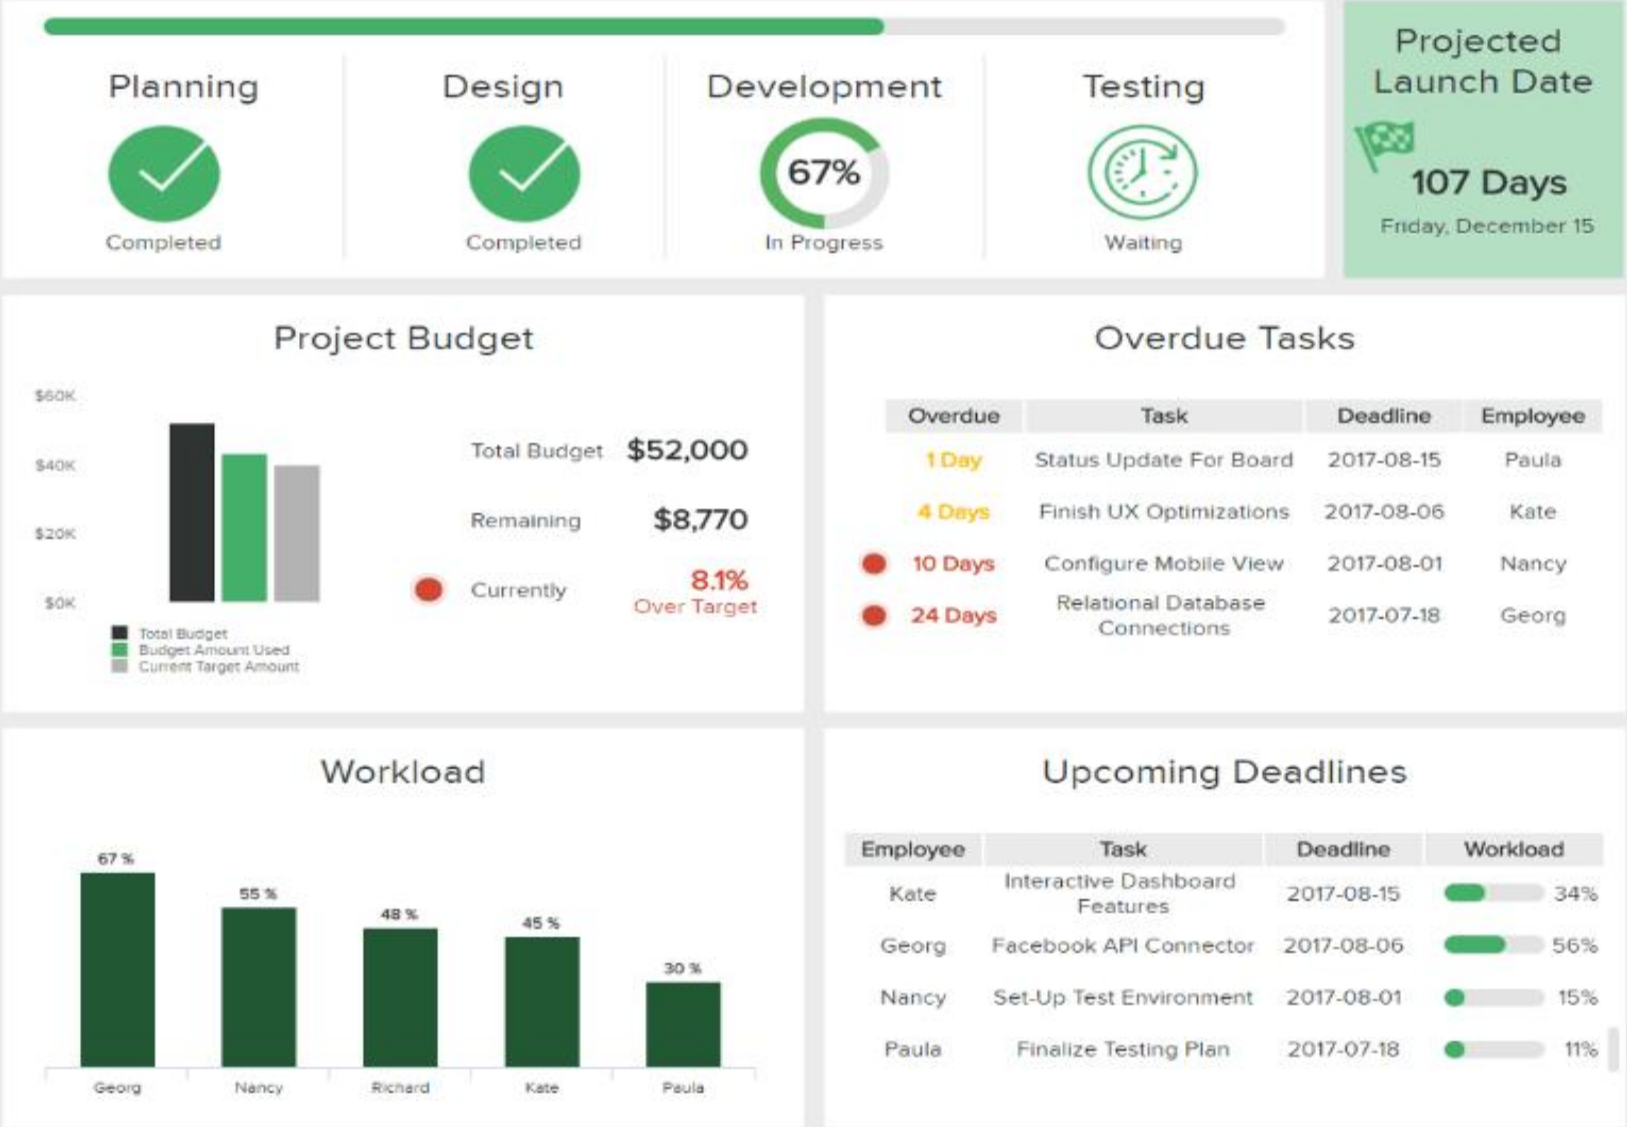 Planning
Completed
Design
Completed
Development
67%
In Progress
Testing
Waiting
Projected
Launch Date
107 Days
Friday, December 15
Project Budget
$60K
$40K
$20K
$0K
Total Budget
Budget Amount Used
Current Target Amount
Total Budget $52,000
Remaining $8,770
Currently 8.1%
Over Target
Overdue Tasks
Overdue Task Deadline Employee
1 Day Status Update For Board 2017-08-15 Paula
4 Days Finish UX Optimizations 2017-08-06 Kate
10 Days Configure Mobile View 2017-08-01 Nancy
24 Days Relational Database
Connections 2017-07-18 Georg
Workload
67 %
55 %
48 %
45 %
30 %
Georg Nancy Richard Kate Paula
Upcoming Deadlines
Employee Task Deadline Workload
Kate Interactive Dashboard
Features 2017-08-15 34%
Georg Facebook API Connector 2017-08-06 56%
Nancy Set-Up Test Environment 2017-08-01 15%
Paula Finalize Testing Plan 2017-07-18 11%